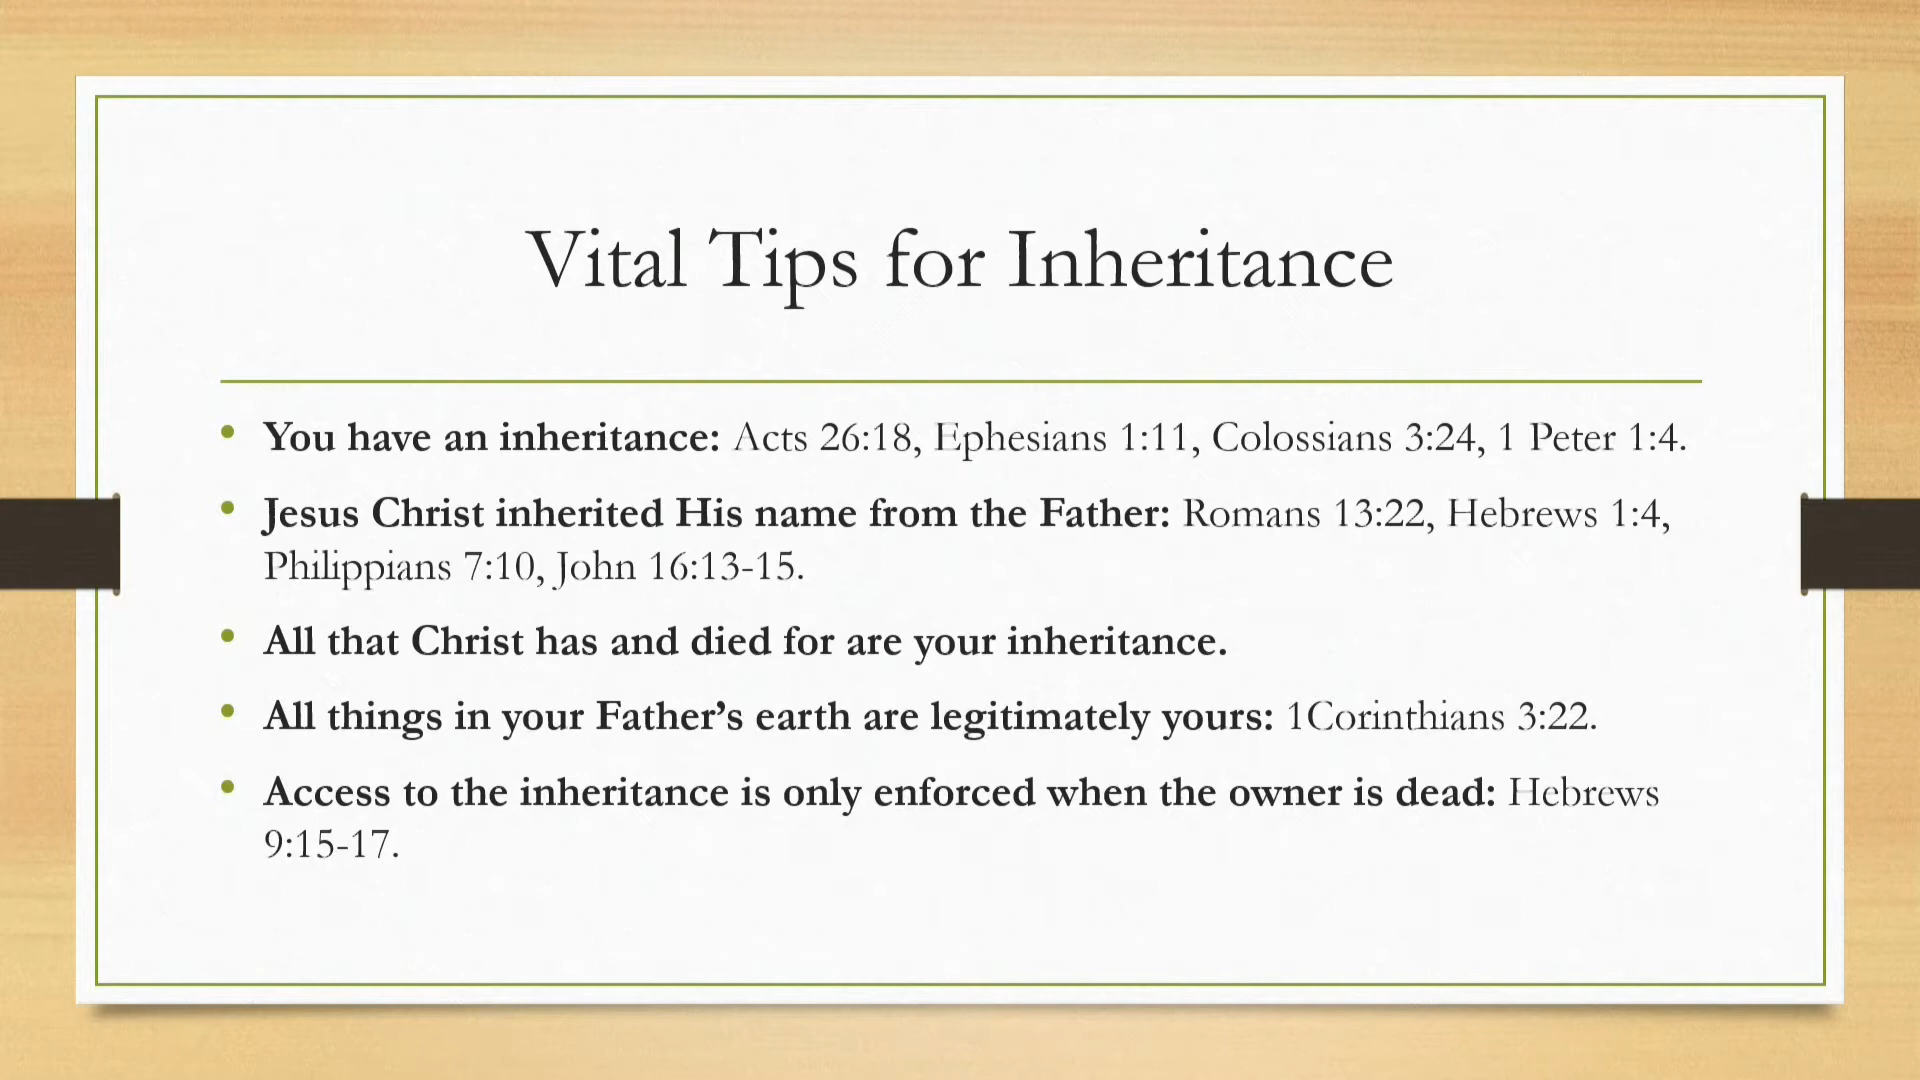 Vital Tips for Inheritance
• You have an inheritance: Acts 26:18, Ephesians 1:11, Colossians 3:24, 1 Peter 1:4.
• Jesus Christ inherited His name from the Father: Romans 13:22, Hebrews 1:4,
Philippians 7:10, John 16:13-15.
• All that Christ has and died for are your inheritance.
• All things in your Father’s earth are legitimately yours: 1Corinthians 3:22.
• Access to the inheritance is only enforced when the owner is dead: Hebrews
9:15-17.